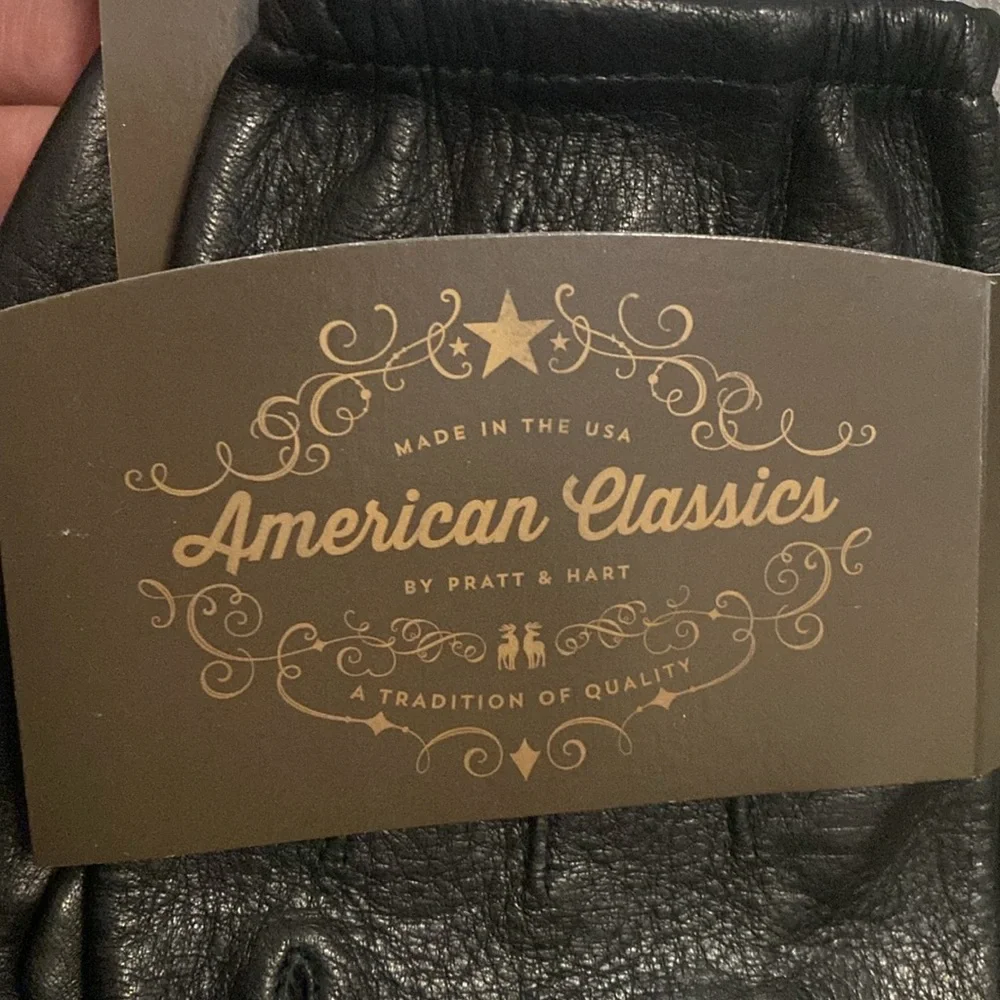 MADE IN THE USA
American Classics
BY PRATT & HART
A TRADITION OF QUALITY